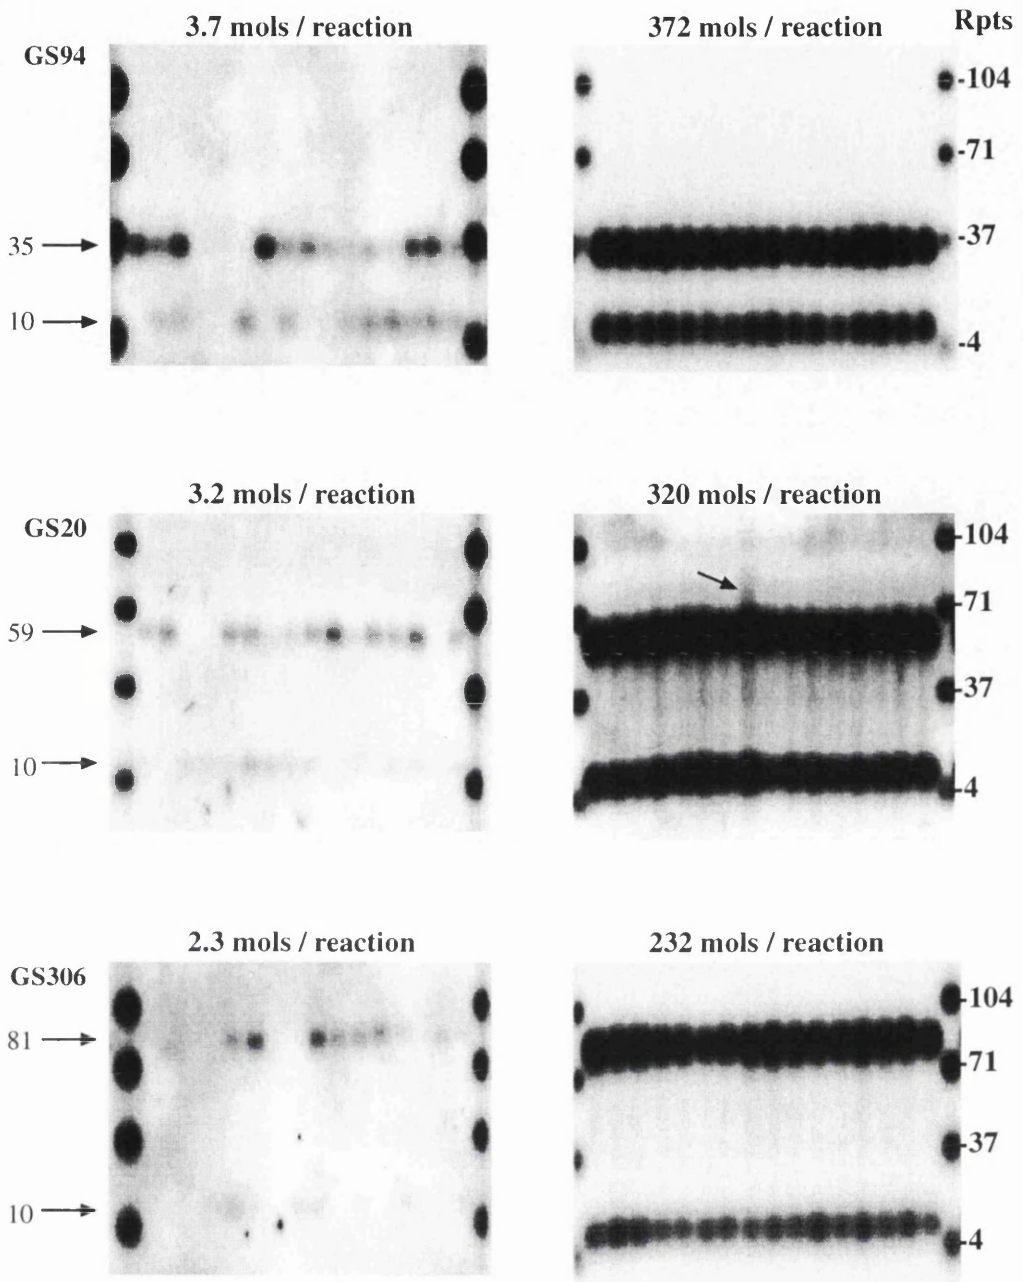 3.7 mols / reaction
372 mols / reaction
Rpts
GS94
-104
-71
35
-37
10
-4
3.2 mols / reaction
320 mols / reaction
GS20
-104
59
-71
-37
10
-4
2.3 mols / reaction
232 mols / reaction
GS306
-104
81
-71
-37
10
-4